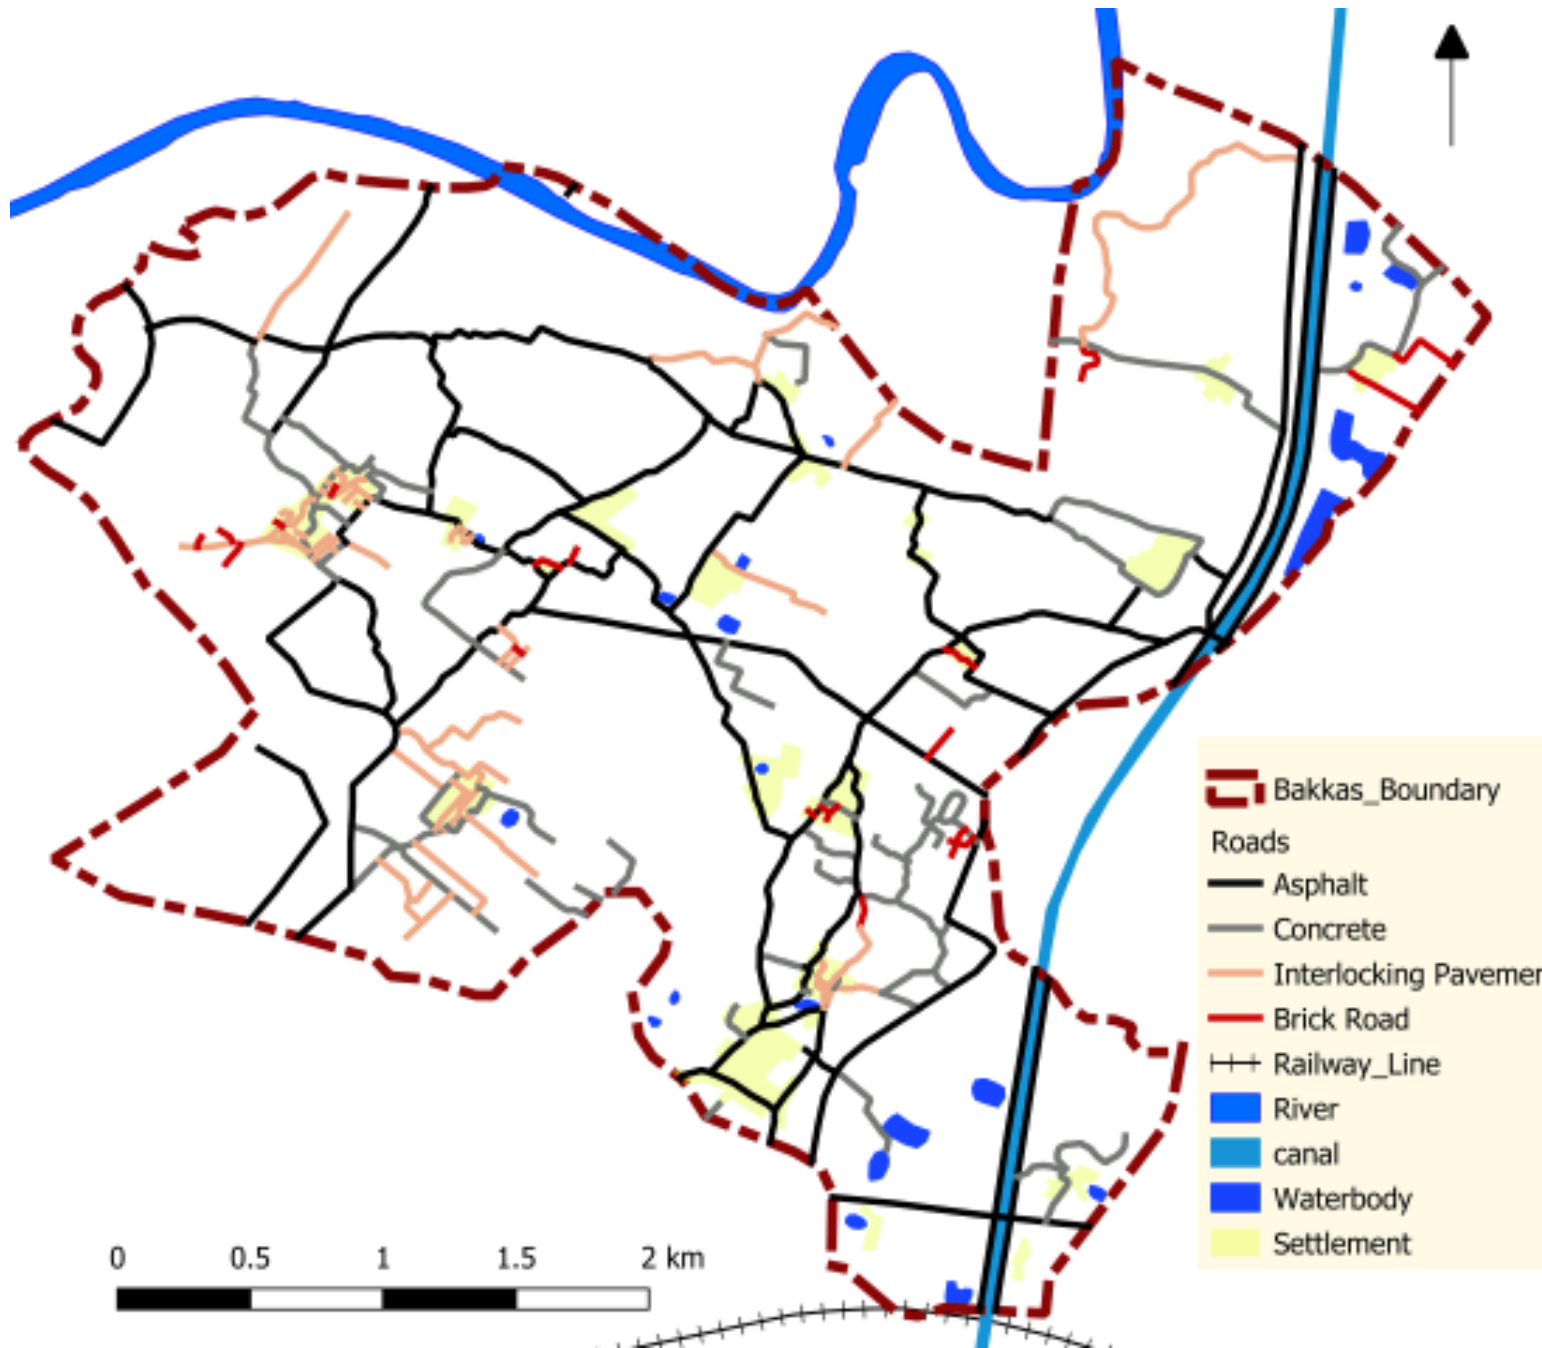 Bakkas_Boundary
Roads
Asphalt
Concrete
Interlocking Pavemer
Brick Road
Railway_Line
River
canal
Waterbody
Settlement
0 0.5 1 1.5 2 km